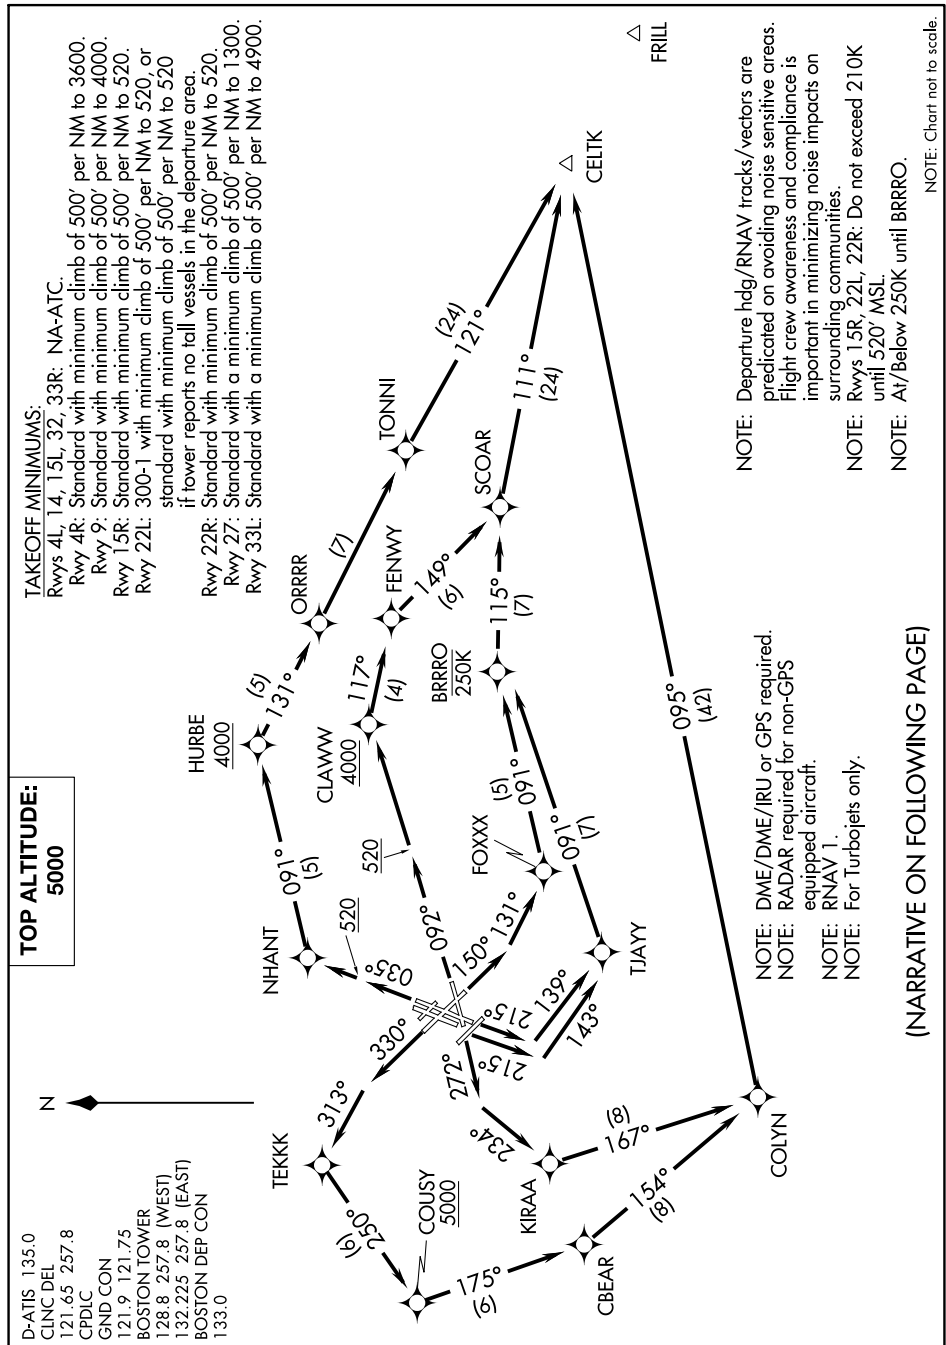 D-ATIS 135.0
CLNC DEL
121.65 257.8
CPDLC
GND CON
121.9 121.75
BOSTON TOWER
128.8 257.8 (WEST)
132.225 257.8 (EAST)
BOSTON DEP CON
133.0
N
TOP ALTITUDE:
5000
TAKEOFF MINIMUMS:
Rwys 4L, 14, 15L, 32, 33R: NA-ATC.
Rwy 4R: Standard with minimum climb of 500' per NM to 3600.
Rwy 9: Standard with minimum climb of 500' per NM to 4000.
Rwy 15R: Standard with minimum climb of 500' per NM to 520.
Rwy 22L: 300-1 with minimum climb of 500' per NM to 520, or
standard with minimum climb of 500' per NM to 520
if tower reports no tall vessels in the departure area.
Rwy 22R: Standard with minimum climb of 500' per NM to 520.
Rwy 27: Standard with a minimum climb of 500' per NM to 1300.
Rwy 33L: Standard with a minimum climb of 500' per NM to 4900.
HURBE
4000
(5)
131°
ORRRR
(7)
TONNI
(24)
121°
NHANT
091°
(5)
520
035°
CLAWW
4000
117°
(4)
FENWY
149°
(6)
SCOAR
111°
(24)
CELTK
FRILL
520
092°
TEKKK
313°
330°
250°
(6)
COUSY
5000
175°
(6)
CBEAR
154°
(8)
272°
234°
KIRAA
167°
(8)
COLYN
095°
(42)
150°
131°
FOXXX
(5)
091°
BRRRO
250K
115°
(7)
215°
139°
215°
143°
TJAYY
091°
(7)
NOTE: DME/DME/IRU or GPS required.
NOTE: RADAR required for non-GPS
equipped aircraft.
NOTE: RNAV 1.
NOTE: For Turbojets only.
NOTE: Departure hdg/RNAV tracks/vectors are
predicated on avoiding noise sensitive areas.
Flight crew awareness and compliance is
important in minimizing noise impacts on
surrounding communities.
NOTE: Rwys 15R, 22L, 22R: Do not exceed 210K
until 520' MSL.
NOTE: At/Below 250K until BRRRO.
NOTE: Chart not to scale.
(NARRATIVE ON FOLLOWING PAGE)